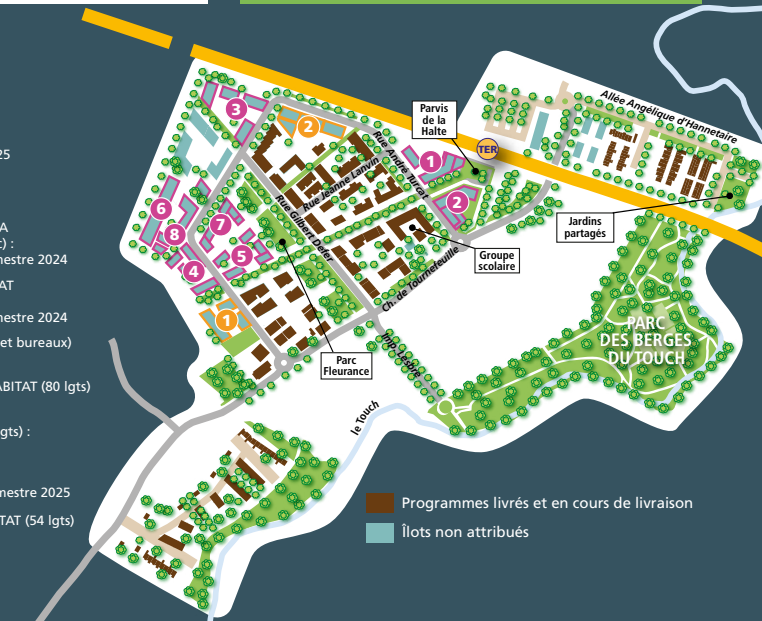 25
A
c) :
mestre 2024
AT
mestre 2024
et bureaux)
ABITAT (80 lgts)
gts) :
mestre 2025
TAT (54 lgts)
3
2
Parvis
de la
Halte
TER
Allée Angélique d'Hannetaire
Rue André Turcat
1
Rue Jeanne Lanvin
2
6
7
8
5
4
Rue Gilbert Defer
Groupe
scolaire
Jardins
partagés
Ch. de Tournefeuille
1
Parc
Fleurance
Imp. Lesbre
PARC
DES BERGES
DU TOUCH
le Touch
Programmes livrés et en cours de livraison
Îlots non attribués